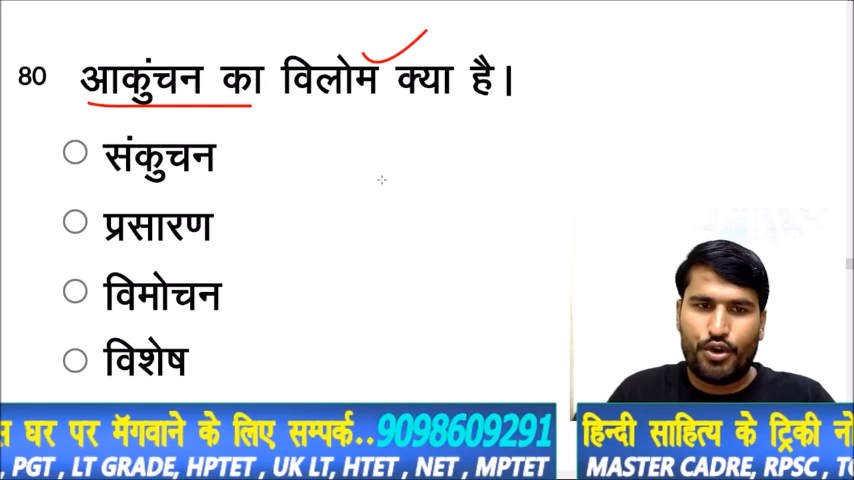 80 आकुंचन का विलोम क्या है।
संकुचन
प्रसारण
विमोचन
विशेष
घर पर मॅगवाने के लिए सम्पर्क..9098609291
हिन्दी साहित्य के ट्रिकी नो
, PGT , LT GRADE, HPTET , UK LT, HTET , NET , MPTET
MASTER CADRE, RPSC , TG